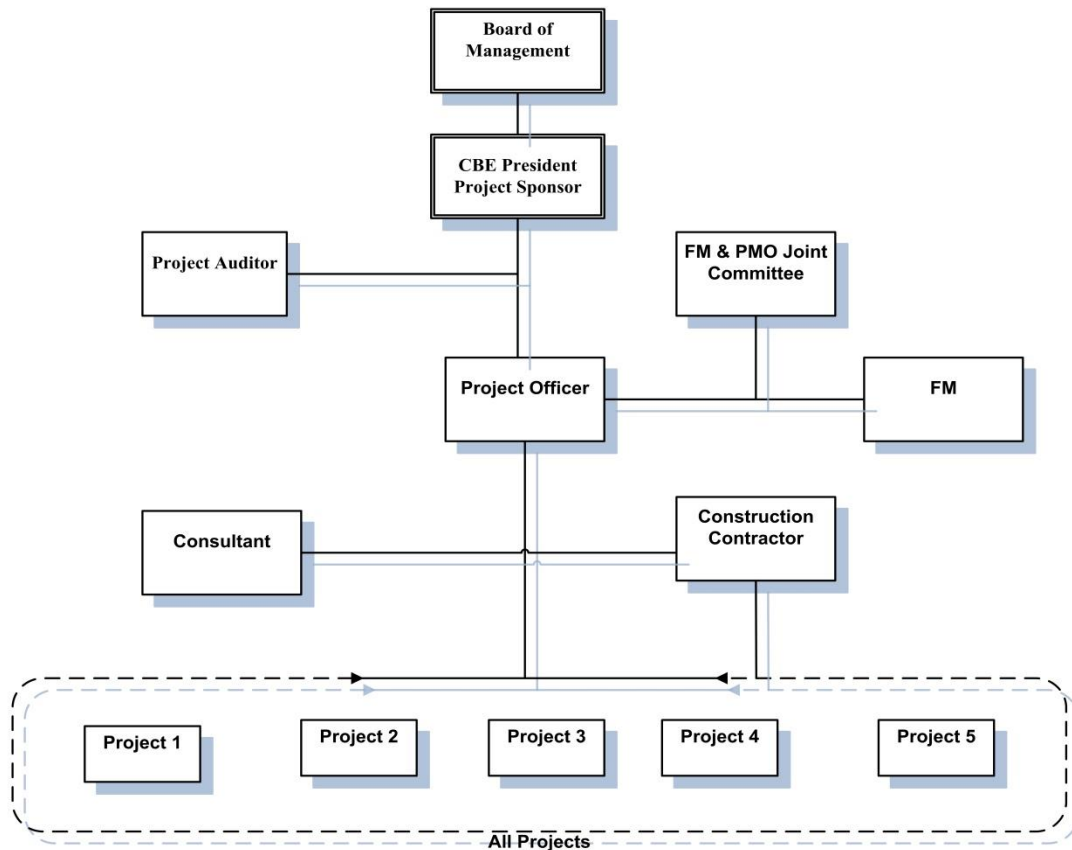 Board of
Management
CBE President
Project Sponsor
Project Auditor
FM & PMO Joint
Committee
Project Officer
FM
Consultant
Construction
Contractor
Project 1
Project 2
Project 3
Project 4
Project 5
All Projects